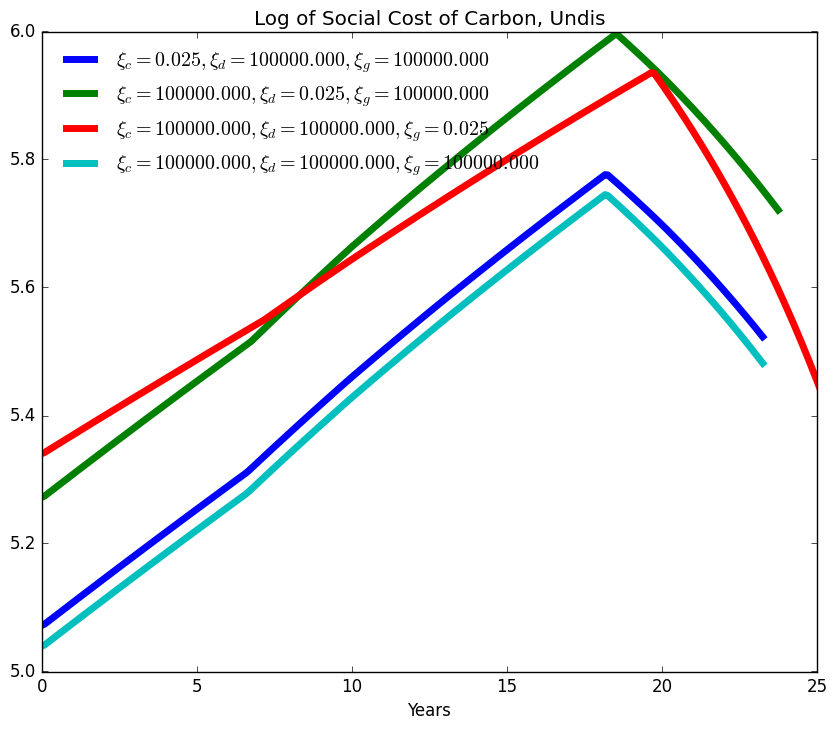 Log of Social Cost of Carbon, Undis
6.0
ξc = 0.025, ξd = 100000.000, ξg = 100000.000
ξc = 100000.000, ξd = 0.025, ξg = 100000.000
ξc = 100000.000, ξd = 100000.000, ξg = 0.025
ξc = 100000.000, ξd = 100000.000, ξg = 100000.000
5.8
5.6
5.4
5.2
5.0
0 5 10 15 20 25
Years